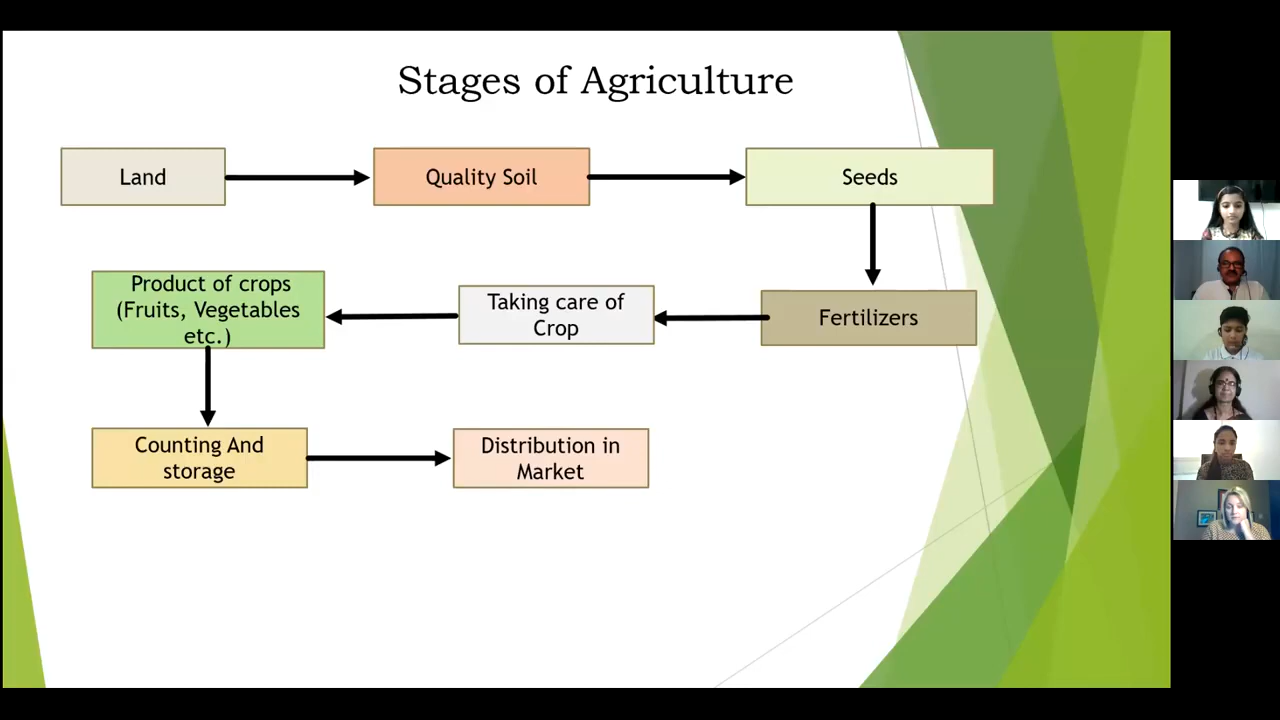 Stages of Agriculture
Land
Quality Soil
Seeds
Product of crops
(Fruits, Vegetables
etc.)
Taking care of
Crop
Fertilizers
Counting And
storage
Distribution in
Market